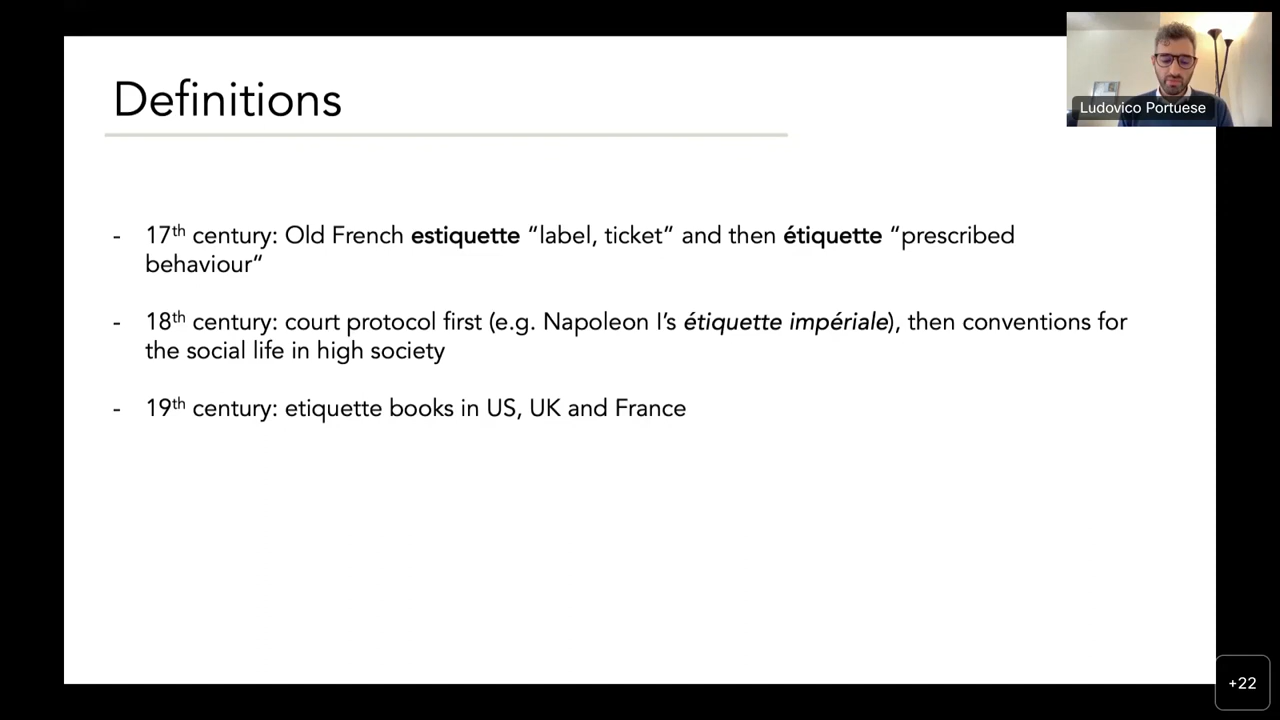 Definitions
Ludovico Portuese
- 17th century: Old French estiquette “label, ticket“ and then étiquette “prescribed
behaviour“
- 18th century: court protocol first (e.g. Napoleon I’s étiquette impériale), then conventions for
the social life in high society
- 19th century: etiquette books in US, UK and France
+22